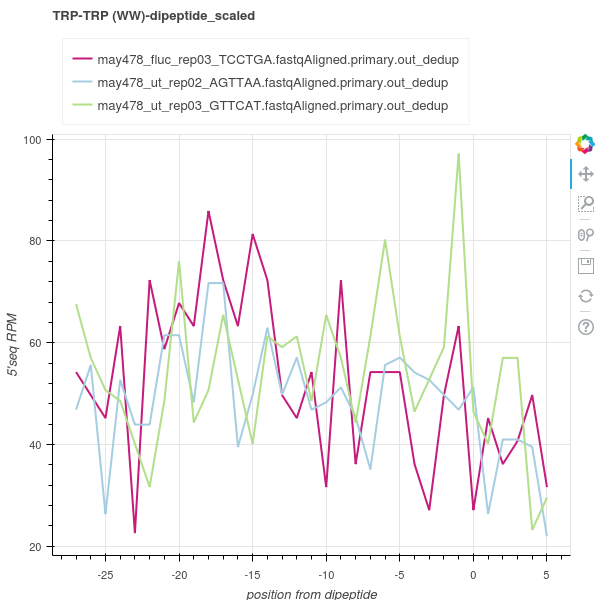 TRP-TRP (WW)-dipeptide_scaled
may478_fluc_rep03_TCCTGA.fastqAligned.primary.out_dedup
may478_ut_rep02_AGTTAA.fastqAligned.primary.out_dedup
may478_ut_rep03_GTTCAT.fastqAligned.primary.out_dedup
100
80
60
40
20
5'seq RPM
-25 -20 -15 -10 -5 0 5
position from dipeptide